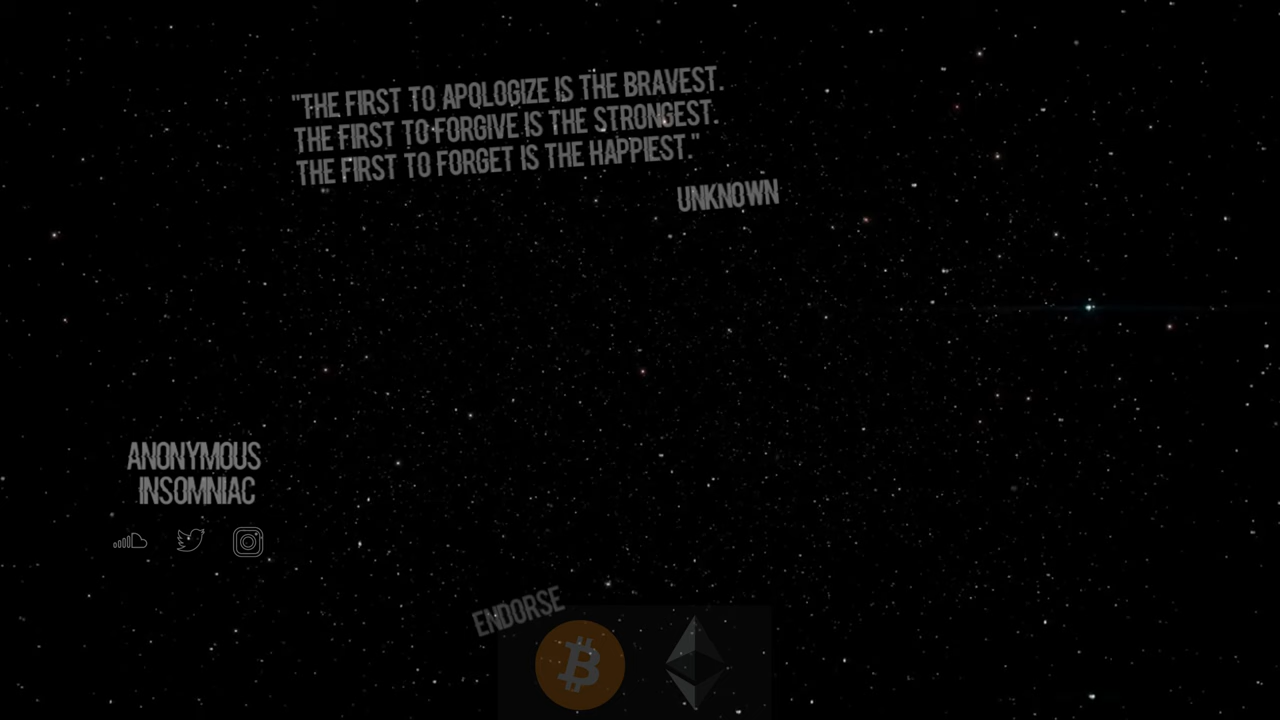 "THE FIRST TO APOLOGIZE IS THE BRAVEST.
THE FIRST TO FORGIVE IS THE STRONGEST.
THE FIRST TO FORGET IS THE HAPPIEST."
UNKNOWN
ANONYMOUS
INSOMNIAC
ENDORSE